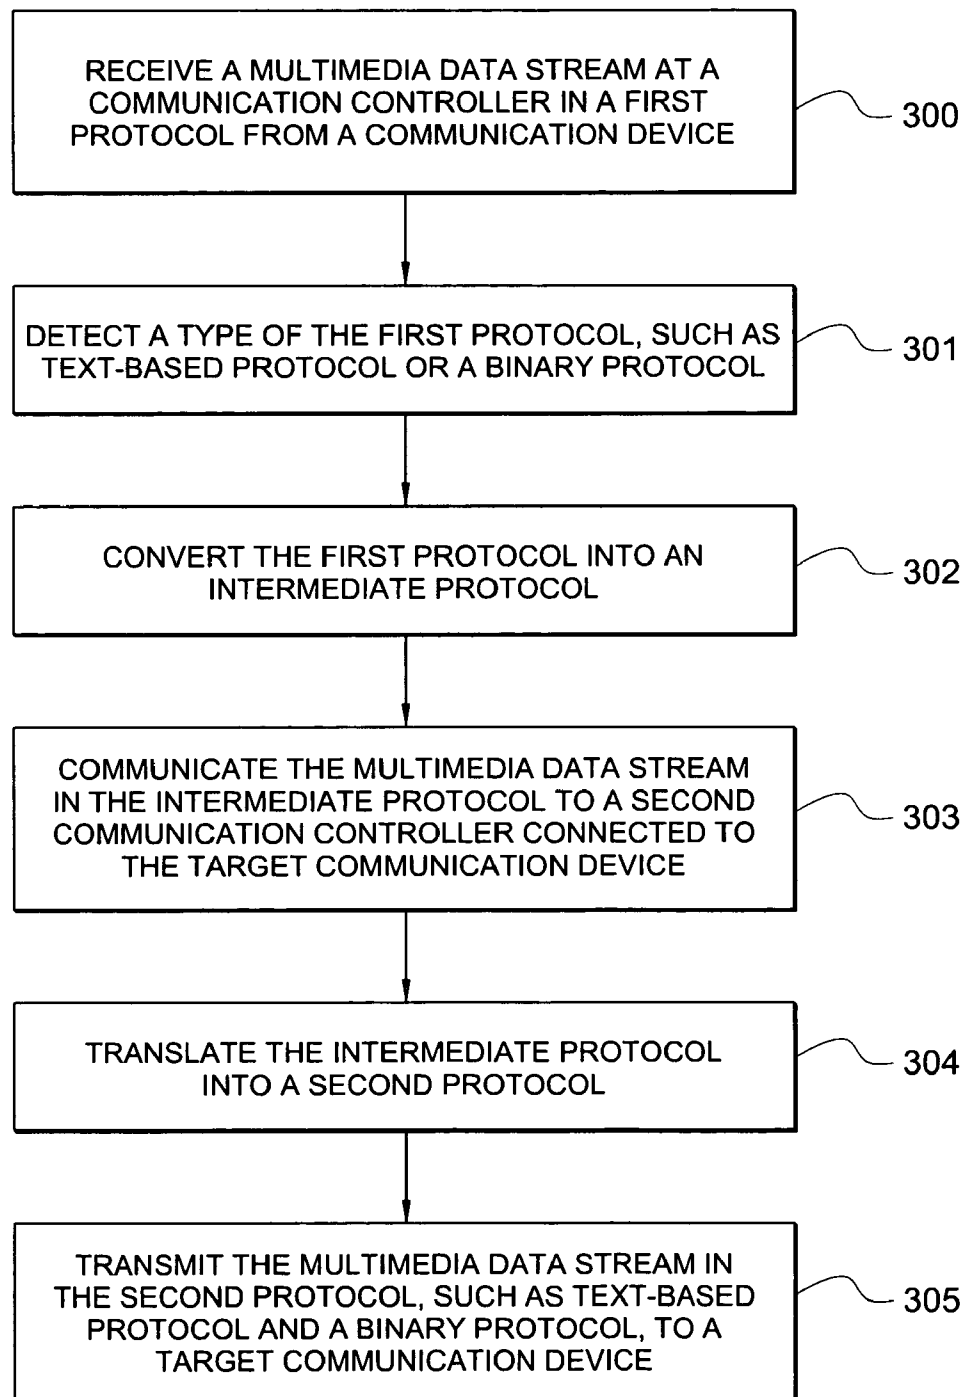 RECEIVE A MULTIMEDIA DATA STREAM AT A
COMMUNICATION CONTROLLER IN A FIRST
PROTOCOL FROM A COMMUNICATION DEVICE
300
DETECT A TYPE OF THE FIRST PROTOCOL, SUCH AS
TEXT-BASED PROTOCOL OR A BINARY PROTOCOL
301
CONVERT THE FIRST PROTOCOL INTO AN
INTERMEDIATE PROTOCOL
302
COMMUNICATE THE MULTIMEDIA DATA STREAM
IN THE INTERMEDIATE PROTOCOL TO A SECOND
COMMUNICATION CONTROLLER CONNECTED TO
THE TARGET COMMUNICATION DEVICE
303
TRANSLATE THE INTERMEDIATE PROTOCOL
INTO A SECOND PROTOCOL
304
TRANSMIT THE MULTIMEDIA DATA STREAM IN
THE SECOND PROTOCOL, SUCH AS TEXT-BASED
PROTOCOL AND A BINARY PROTOCOL, TO A
TARGET COMMUNICATION DEVICE
305